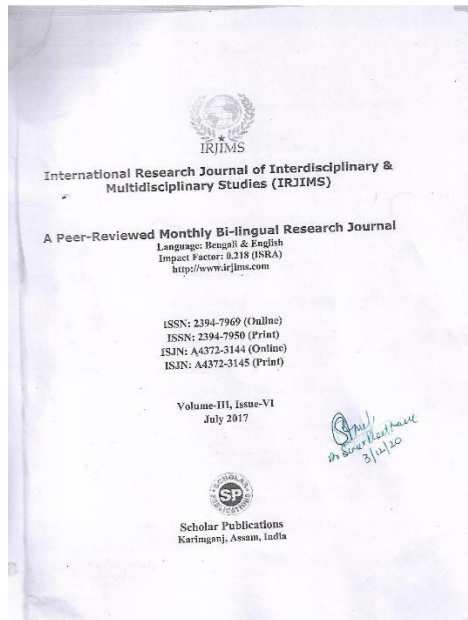 IRJIMS
International Research Journal of Interdisciplinary &
Multidisciplinary Studies (IRJIMS)
A Peer-Reviewed Monthly Bi-lingual Research Journal
Language: Bengali & English
Impact Factor: 0.218 (ISRA)
http://www.irjims.com
ISSN: 2394-7969 (Online)
ISSN: 2394-7950 (Print)
ISJN: A4372-3144 (Online)
ISJN: A4372-3145 (Print)
Volume-III, Issue-VI
July 2017
3/12/20
SCHOLAR
SP
PUBLICATIONS
Scholar Publications
Karimganj, Assam, India